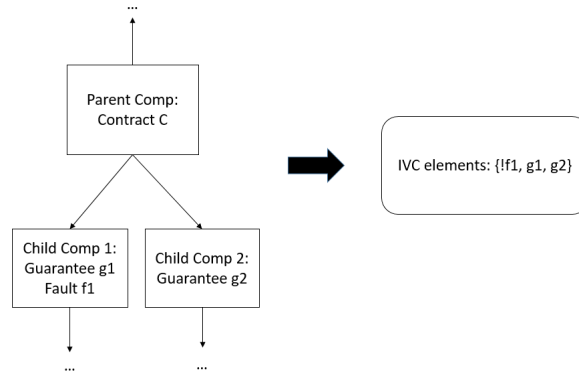 ...
Parent Comp:
Contract C
IVC elements: {!f1, g1, g2}
Child Comp 1:
Guarantee g1
Fault f1
Child Comp 2:
Guarantee g2
...
...